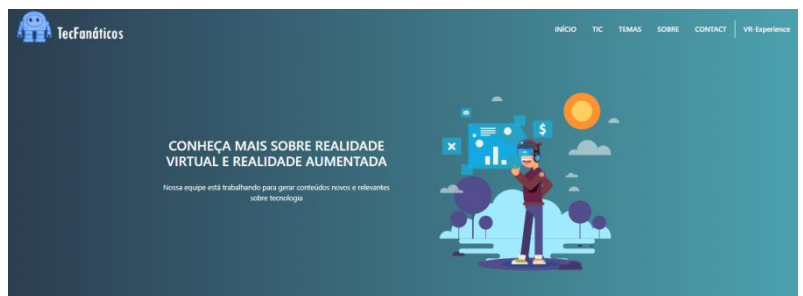 TecFanáticos
INÍCIO TIC TEMAS SOBRE CONTACT VR-Experience
CONHEÇA MAIS SOBRE REALIDADE
VIRTUAL E REALIDADE AUMENTADA
Nossa equipe está trabalhando para gerar conteúdos novos e relevantes
sobre tecnologia
$